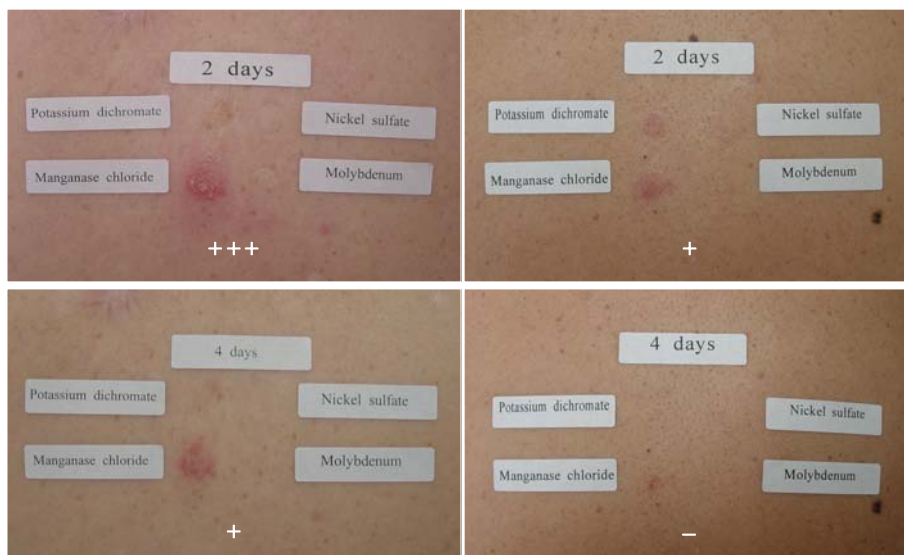 2 days
Potassium dichromate
Nickel sulfate
Manganase chloride
Molybdenum
+++
2 days
Potassium dichromate
Nickel sulfate
Manganase chloride
Molybdenum
+
4 days
Potassium dichromate
Nickel sulfate
Manganase chloride
Molybdenum
+
4 days
Potassium dichromate
Nickel sulfate
Manganase chloride
Molybdenum
−